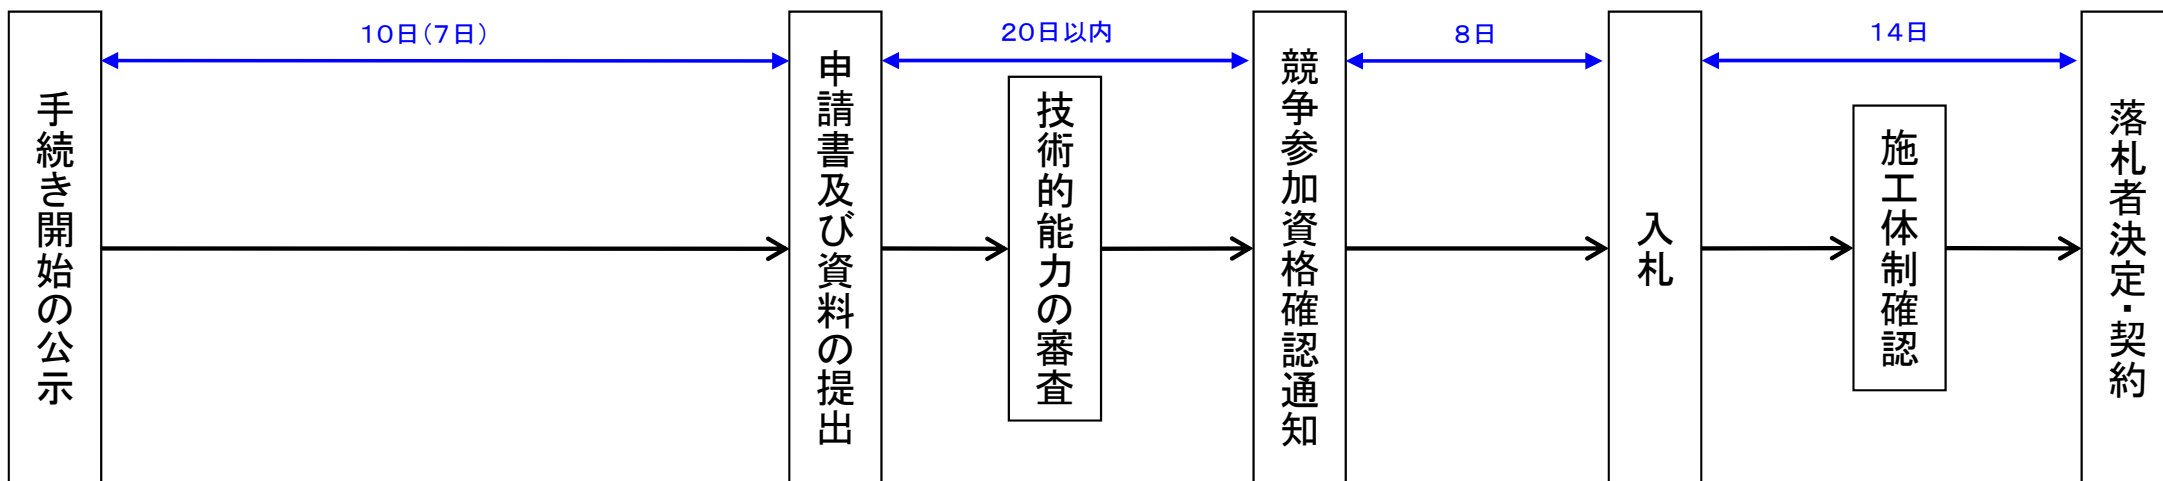 手続き開始の公示
10日(7日)
申請書及び資料の提出
20日以内
技術的能力の審査
競争参加資格確認通知
8日
入札
14日
施工体制確認
落札者決定・契約